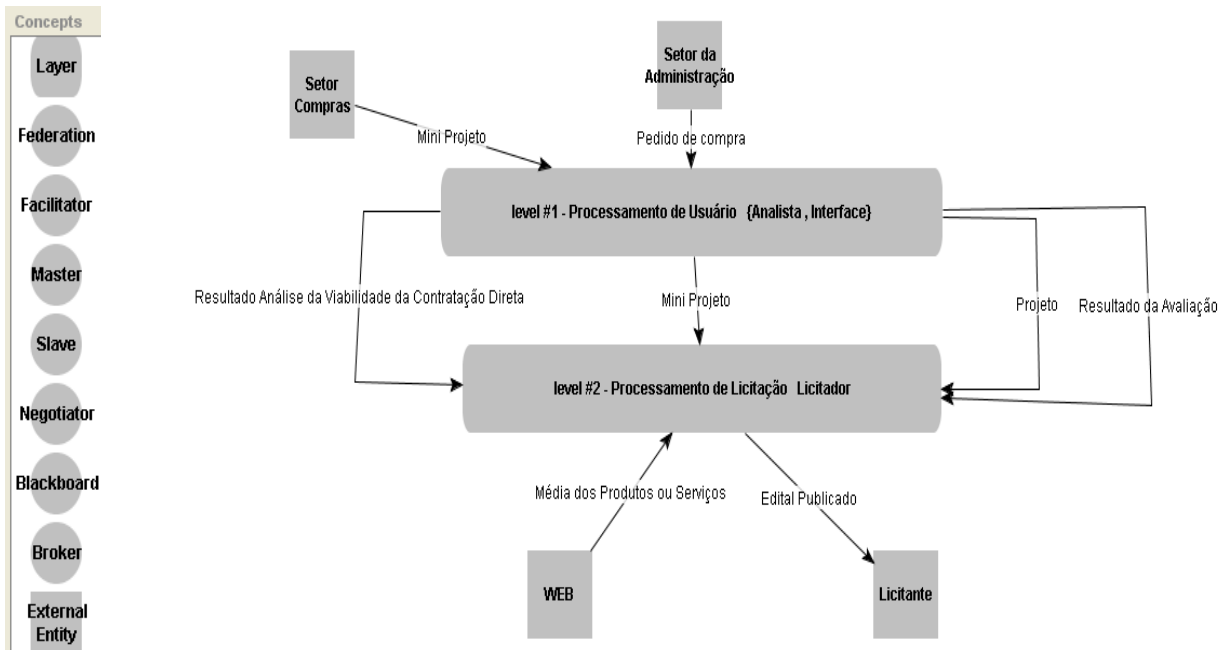 Concepts
Layer
Federation
Facilitator
Master
Slave
Negotiator
Blackboard
Broker
External
Entity
Setor
Compras
Setor da
Administração
Mini Projeto
Pedido de compra
level #1 - Processamento de Usuário {Analista , Interface}
Resultado Análise da Viabilidade da Contratação Direta
Mini Projeto
Projeto
Resultado da Avaliação
level #2 - Processamento de Licitação Licitador
Média dos Produtos ou Serviços
Edital Publicado
WEB
Licitante